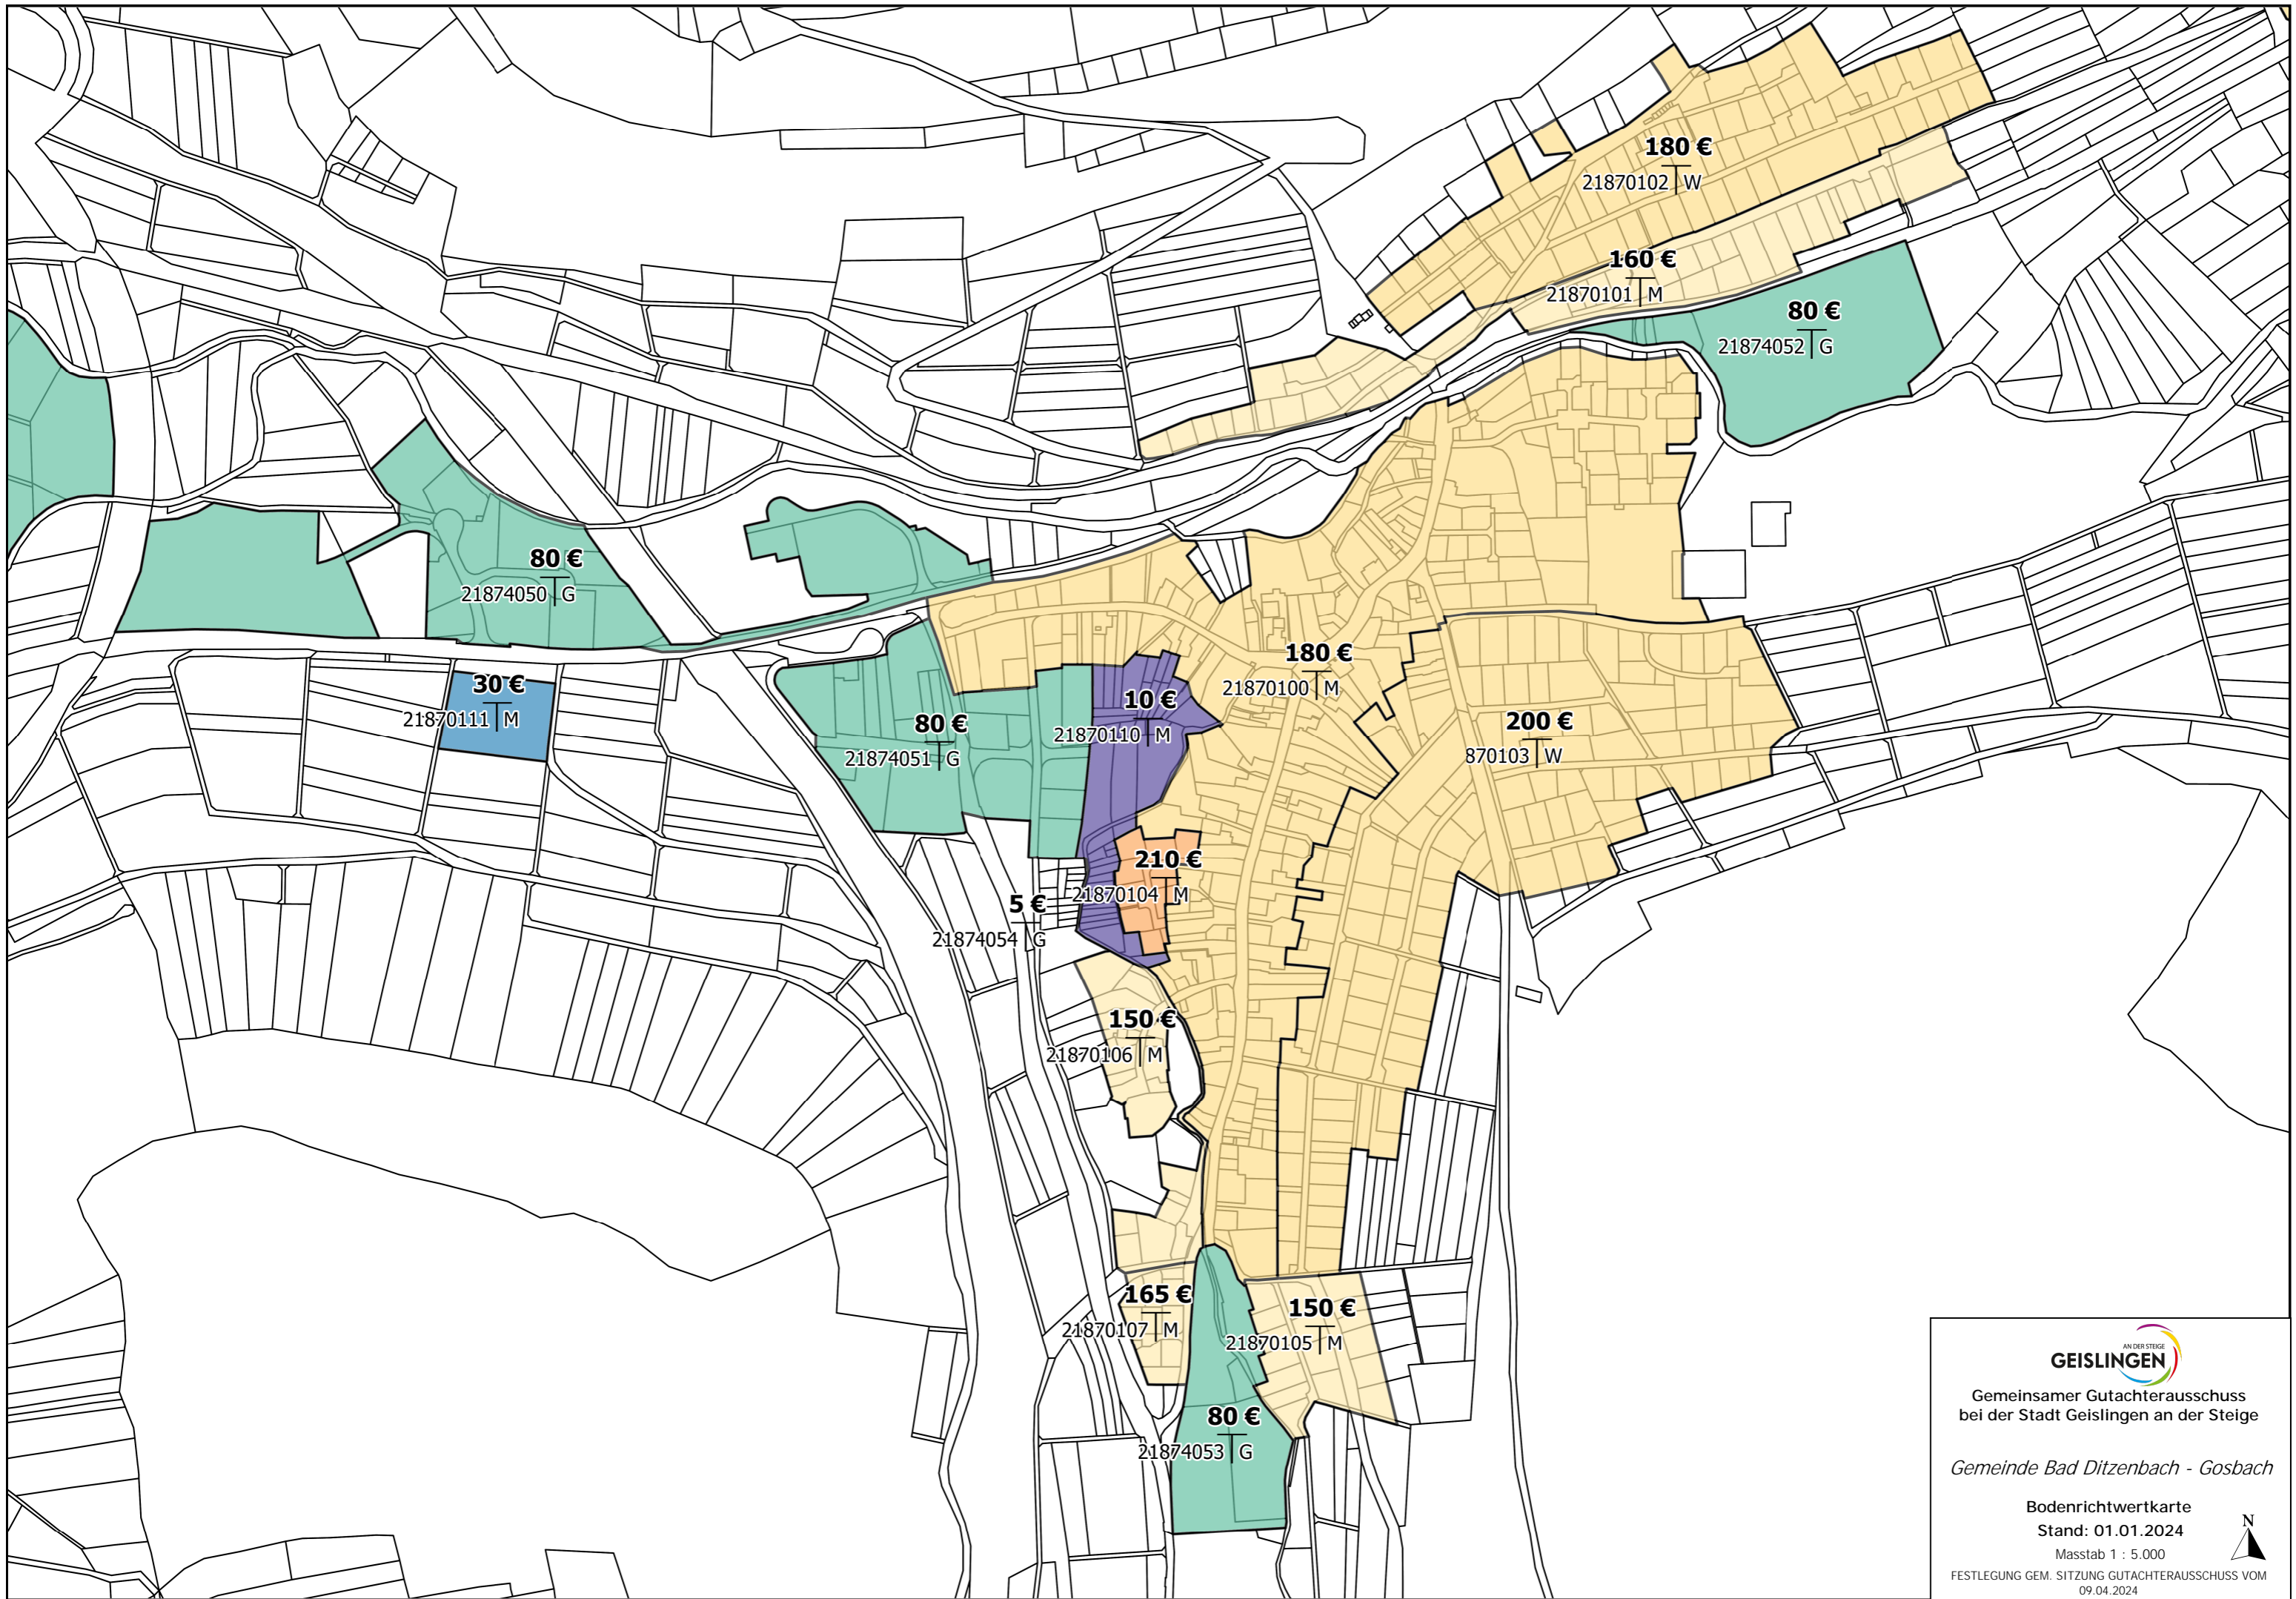 180 €
21870102 W
160 €
21870101 M
80 €
21874052 G
80 €
21874050 G
180 €
21870100 M
30 €
21870111 M
10 €
21870110 M
80 €
21874051 G
200 €
870103 W
210 €
21870104 M
5 €
21874054 G
150 €
21870106 M
165 €
21870107 M
150 €
21870105 M
80 €
21874053 G
AN DER STEIGE
GEISLINGEN
Gemeinsamer Gutachterausschuss
bei der Stadt Geislingen an der Steige
Gemeinde Bad Ditzenbach - Gosbach
Bodenrichtwertkarte
Stand: 01.01.2024
N
Masstab 1 : 5.000
FESTLEGUNG GEM. SITZUNG GUTACHTERAUSSCHUSS VOM
09.04.2024